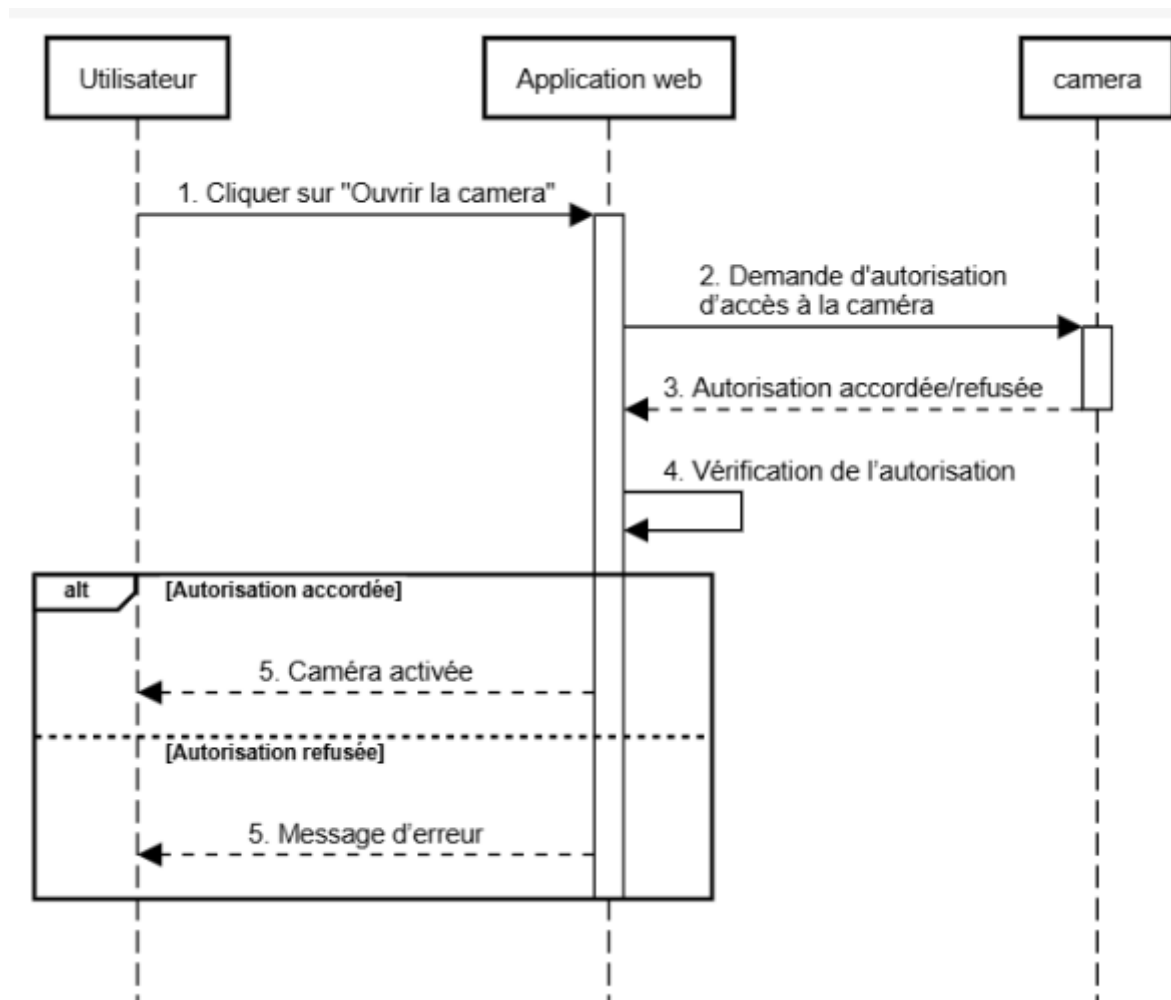 Utilisateur
Application web
camera
1. Cliquer sur "Ouvrir la camera"
2. Demande d'autorisation
d'accès à la caméra
3. Autorisation accordée/refusée
4. Vérification de l’autorisation
alt
[Autorisation accordée]
5. Caméra activée
[Autorisation refusée]
5. Message d’erreur